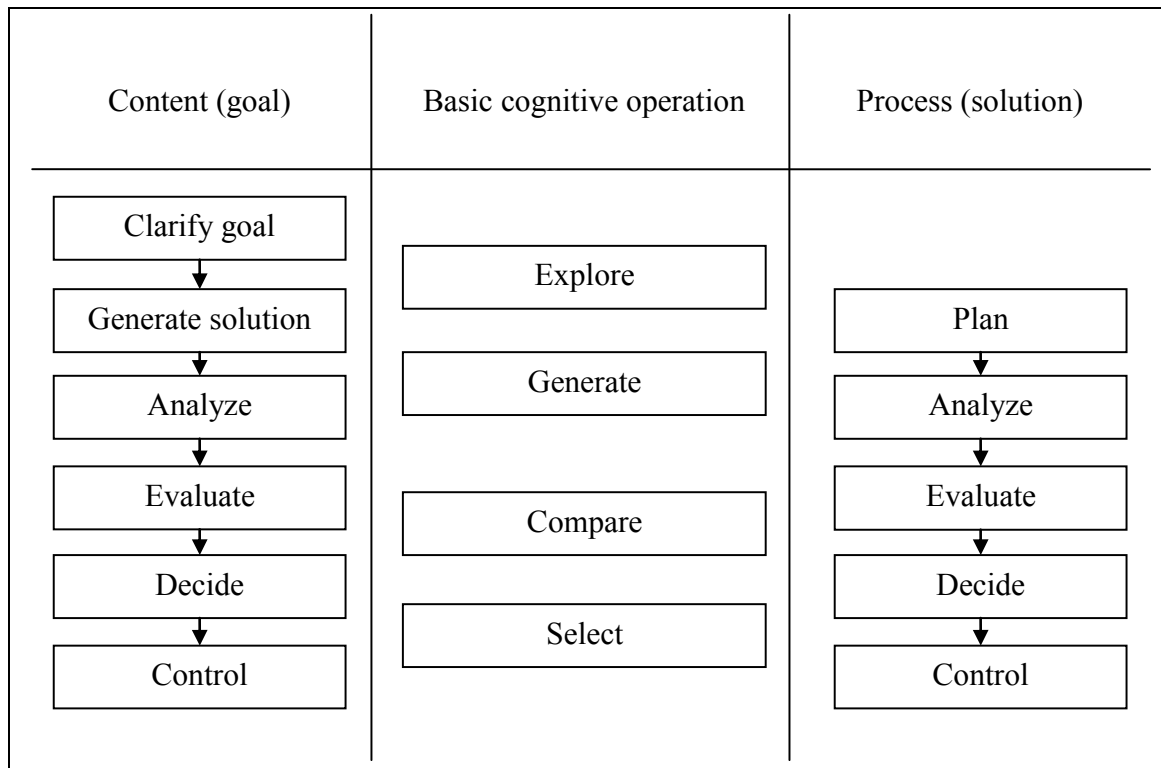 Content (goal)
Basic cognitive operation
Process (solution)
Clarify goal
Generate solution
Analyze
Evaluate
Decide
Control
Explore
Generate
Compare
Select
Plan
Analyze
Evaluate
Decide
Control